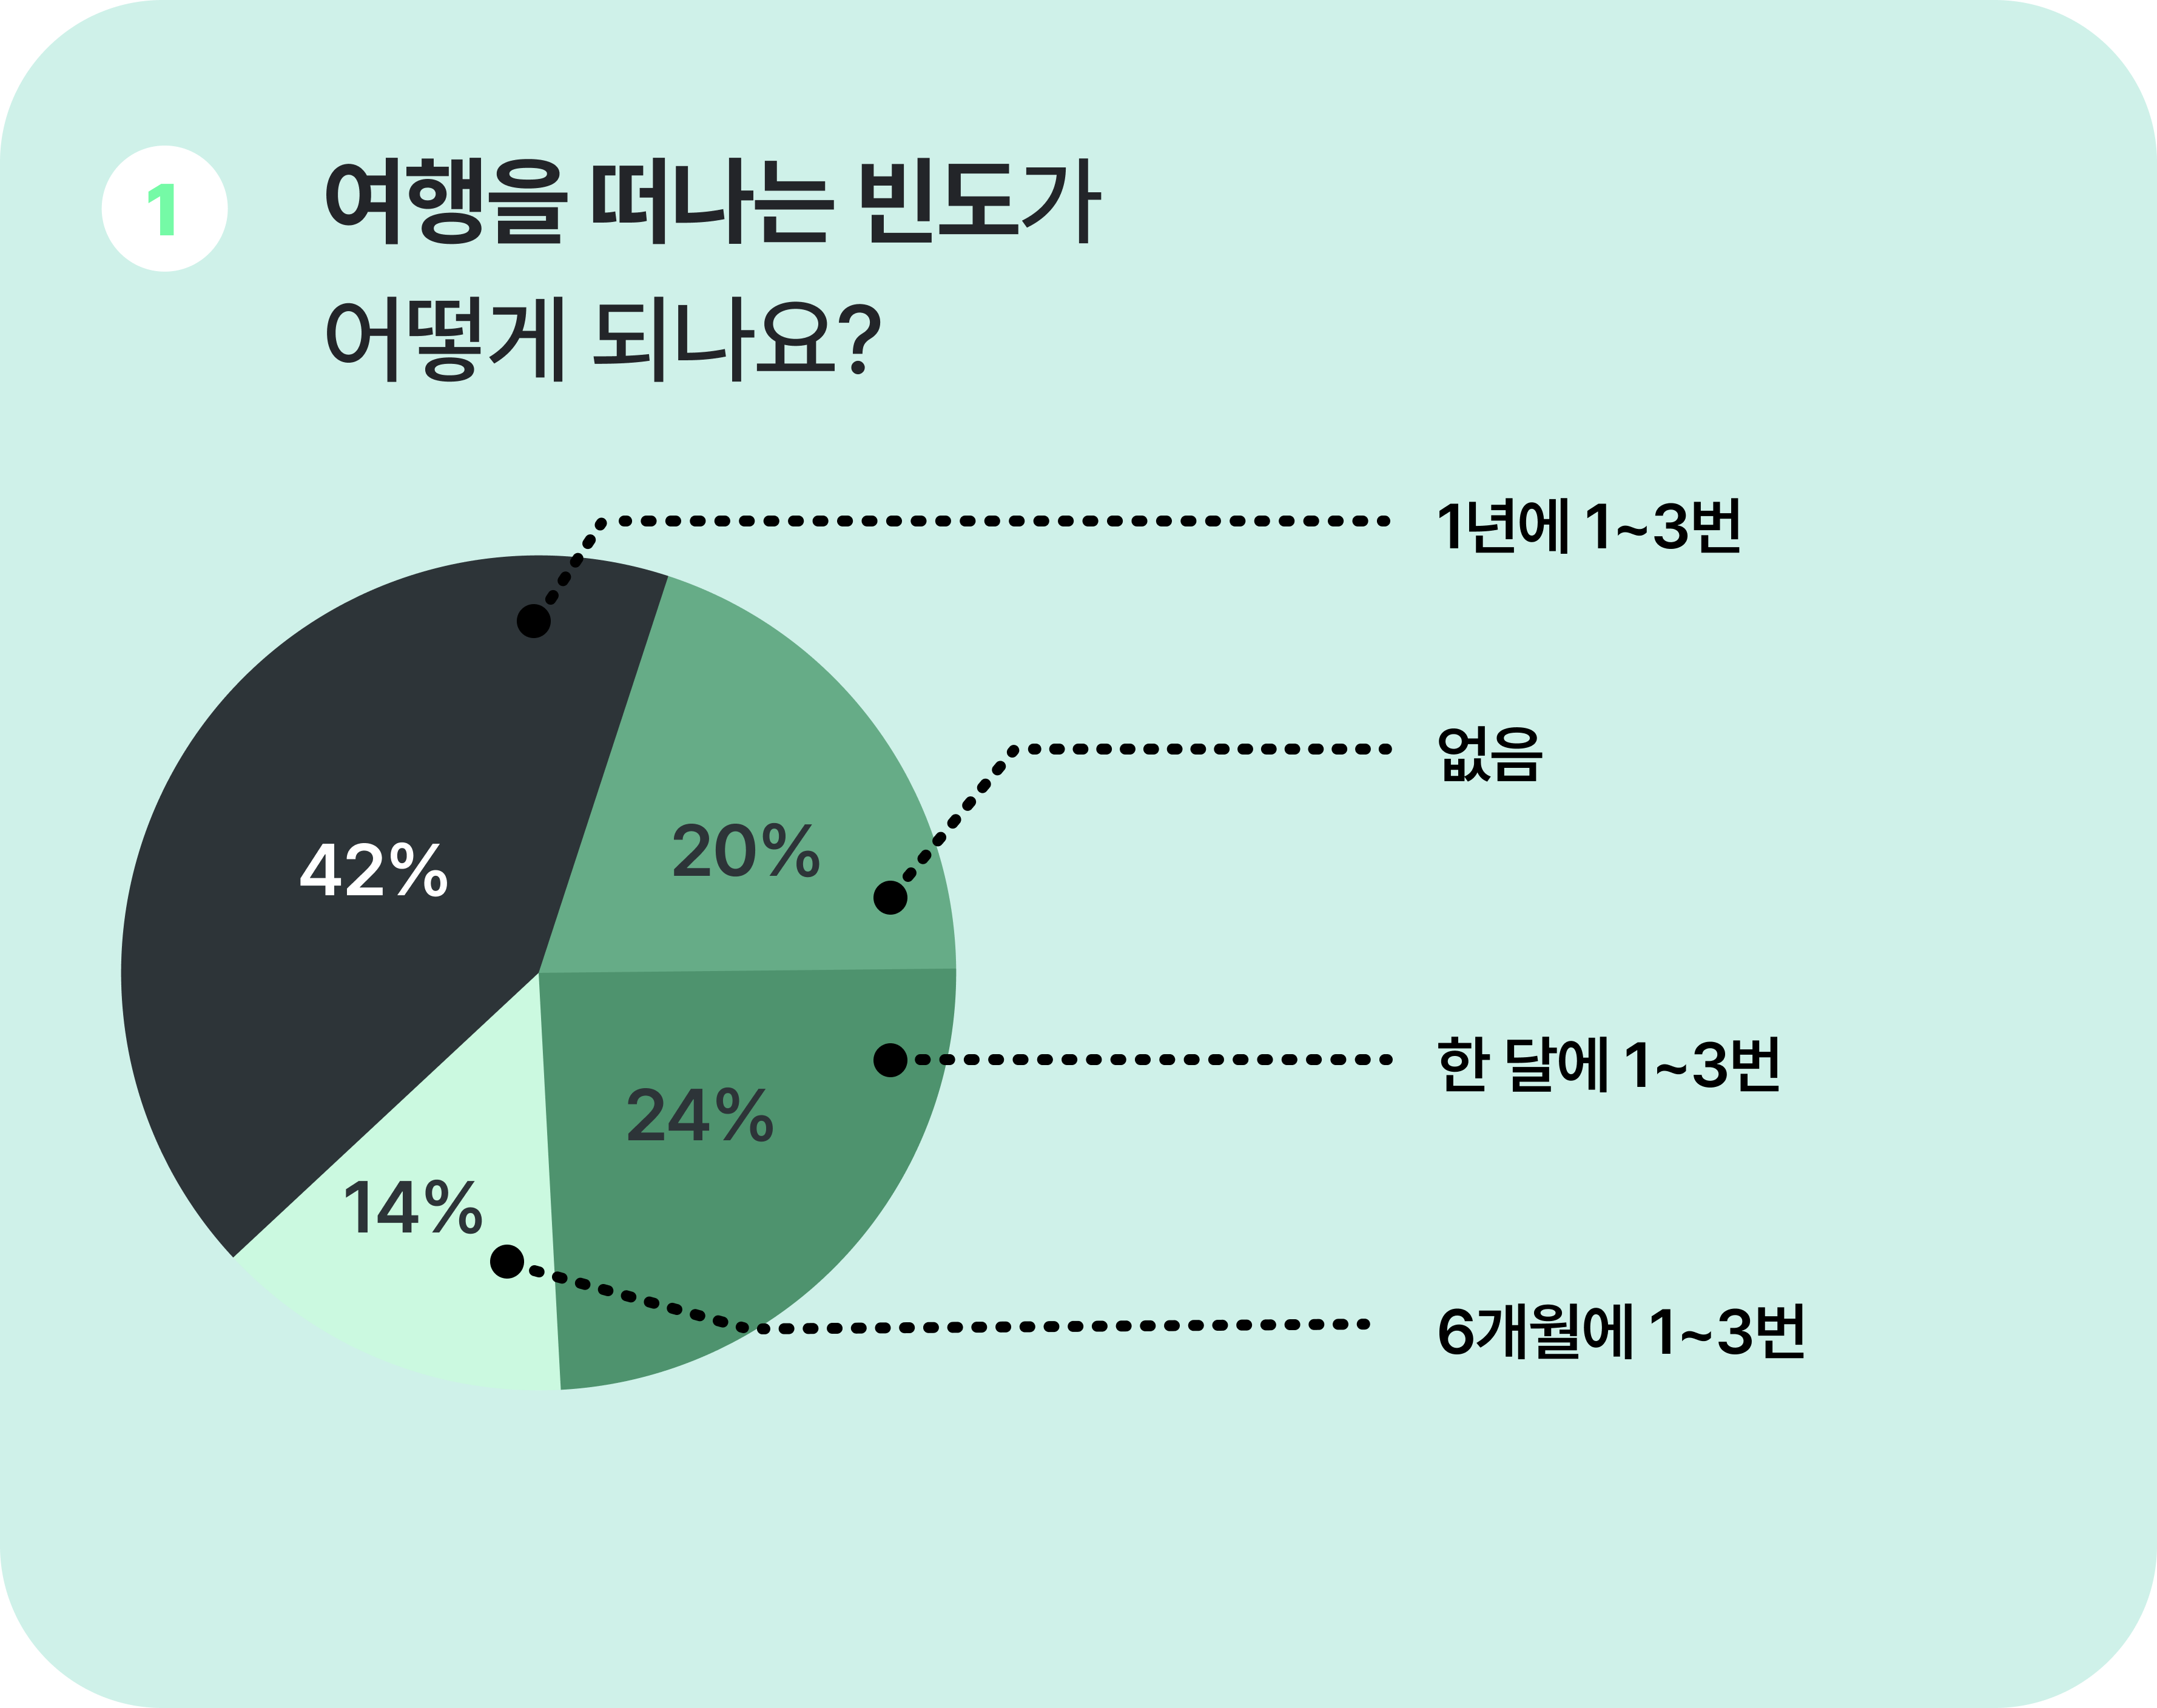 1
여행을 떠나는 빈도가
어떻게 되나요?
1년에 1~3번
없음
42%
20%
한 달에 1~3번
24%
14%
6개월에 1~3번